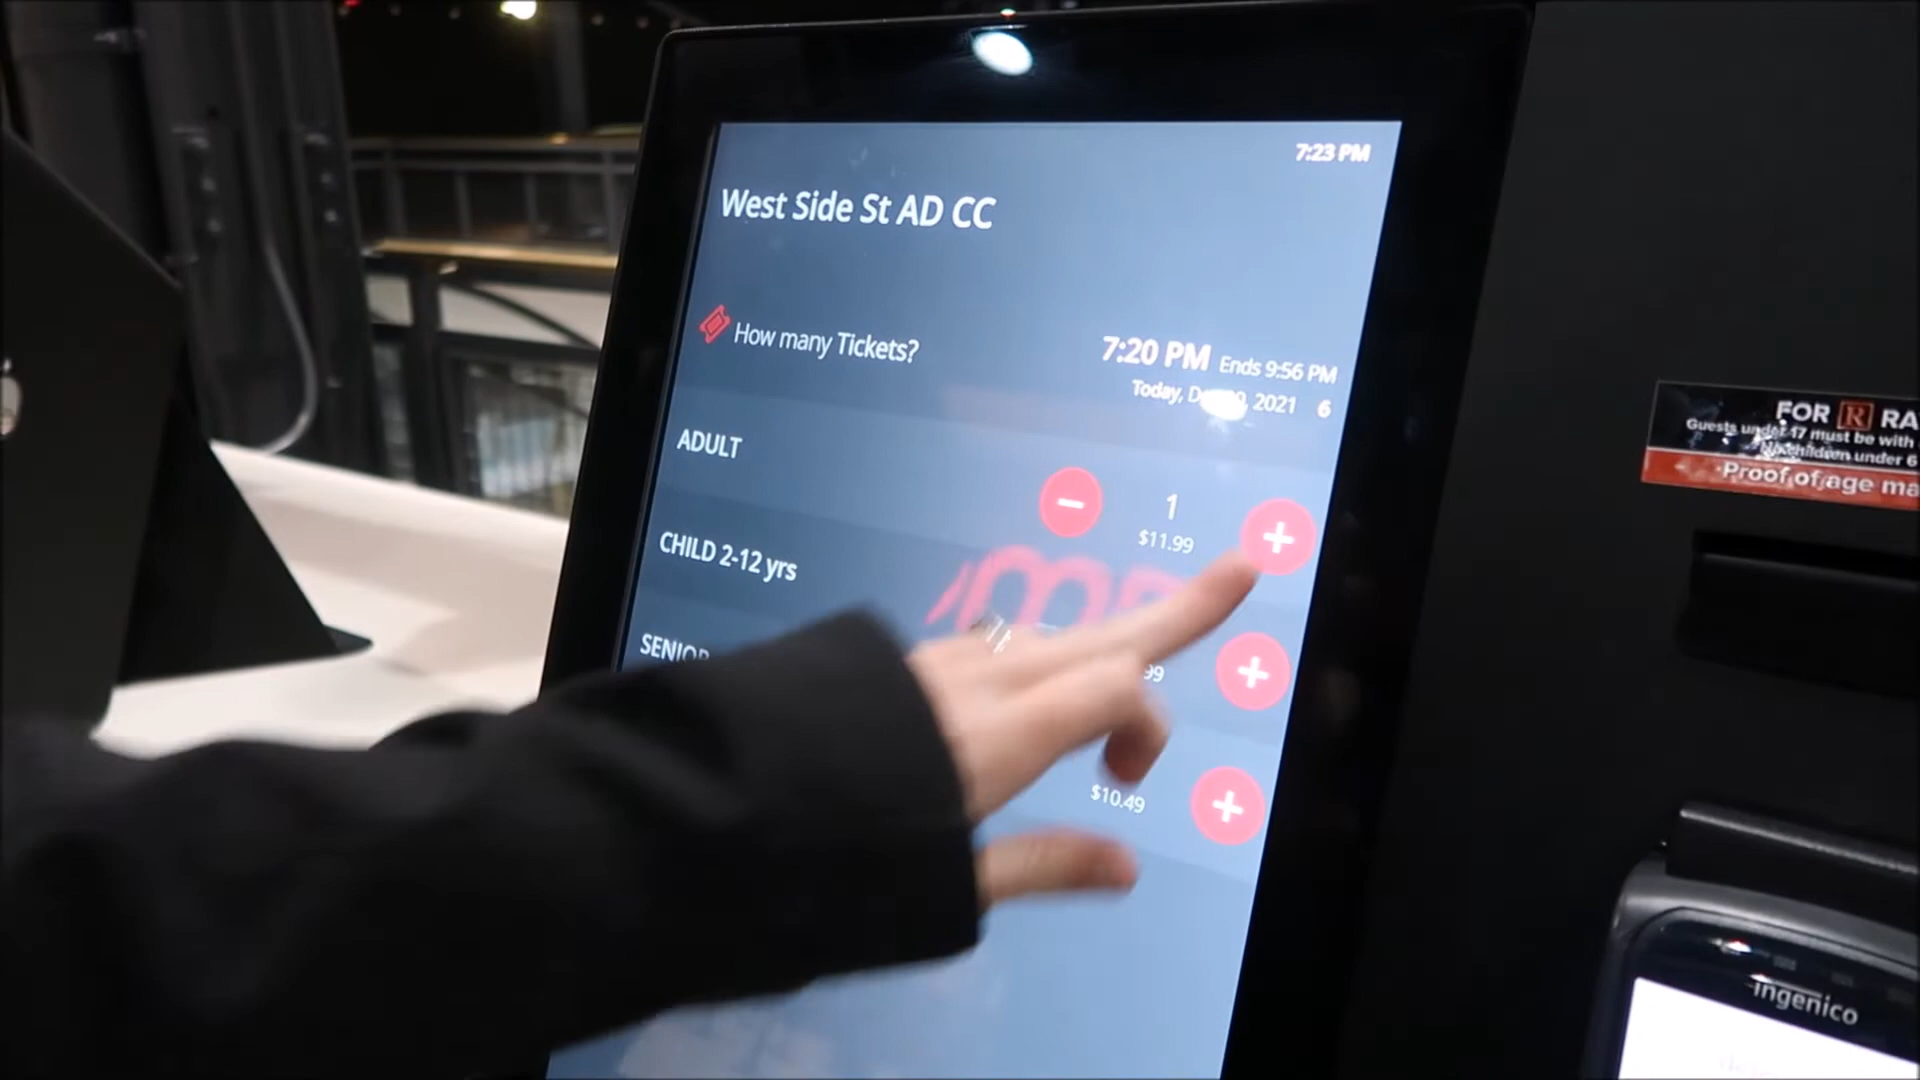 7:23 PM
West Side St AD CC
How many Tickets?
7:20 PM Ends 9:56 PM
Today, 2021 6
ADULT
1
$11.99
CHILD 2-12 yrs
99
SENIOR
$10.49
FOR R RA
Guests under 17 must be with
No children under 6
Proof of age ma
ingenico